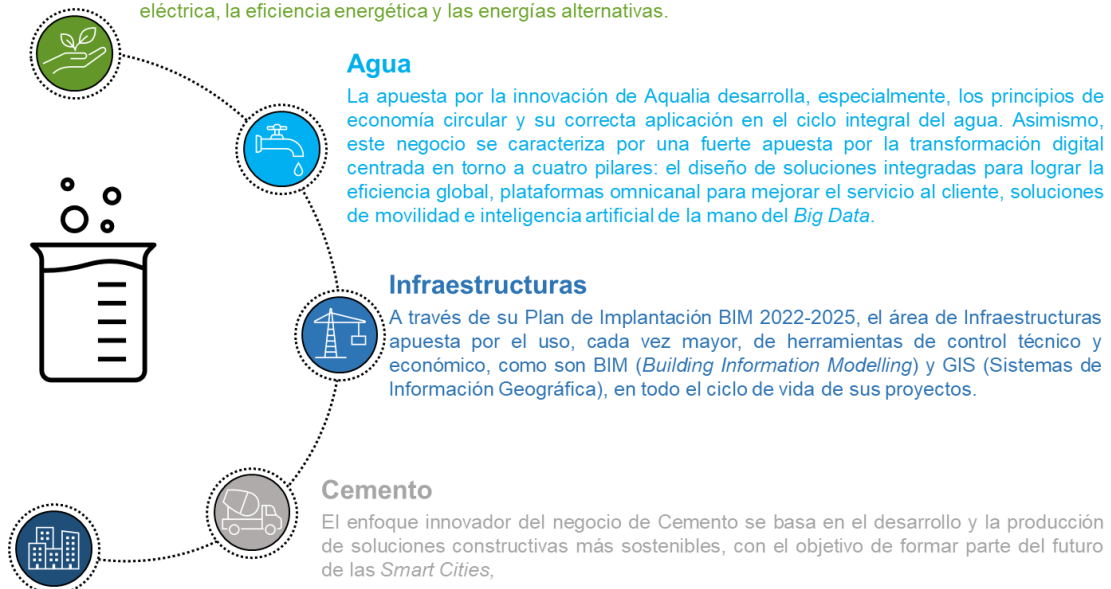 eléctrica, la eficiencia energética y las energías alternativas.
Agua
La apuesta por la innovación de Aqualia desarrolla, especialmente, los principios de
economía circular y su correcta aplicación en el ciclo integral del agua. Asimismo,
este negocio se caracteriza por una fuerte apuesta por la transformación digital
centrada en torno a cuatro pilares: el diseño de soluciones integradas para lograr la
eficiencia global, plataformas omnicanal para mejorar el servicio al cliente, soluciones
de movilidad e inteligencia artificial de la mano del Big Data.
Infraestructuras
A través de su Plan de Implantación BIM 2022-2025, el área de Infraestructuras
apuesta por el uso, cada vez mayor, de herramientas de control técnico y
económico, como son BIM (Building Information Modelling) y GIS (Sistemas de
Información Geográfica), en todo el ciclo de vida de sus proyectos.
Cemento
El enfoque innovador del negocio de Cemento se basa en el desarrollo y la producción
de soluciones constructivas más sostenibles, con el objetivo de formar parte del futuro
de las Smart Cities,